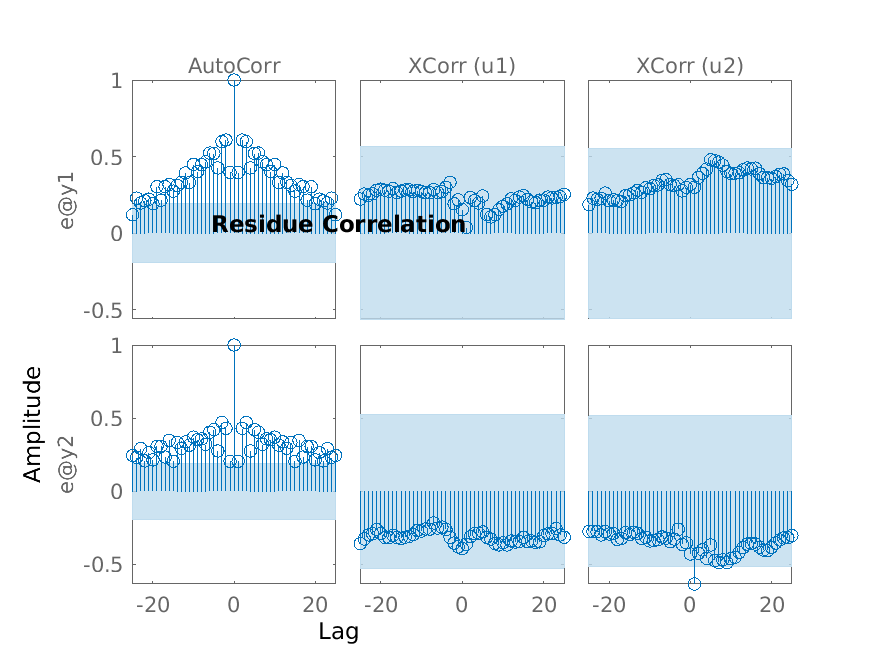 AutoCorr XCorr (u1) XCorr (u2)
1
0.5
0
-0.5
e@y1
Residue Correlation
1
0.5
0
-0.5
e@y2
Amplitude
-20 0 20 -20 0 20 -20 0 20
Lag